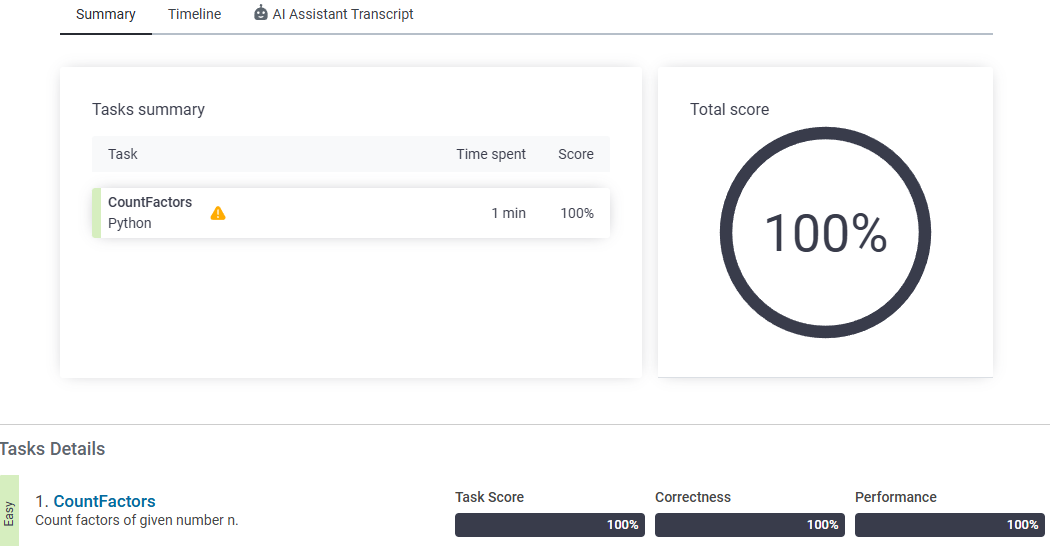 Summary Timeline AI Assistant Transcript
Tasks summary
Task Time spent Score
CountFactors
Python
1 min 100%
Total score
100%
Tasks Details
Easy
1. CountFactors
Count factors of given number n.
Task Score Correctness Performance
100% 100% 100%